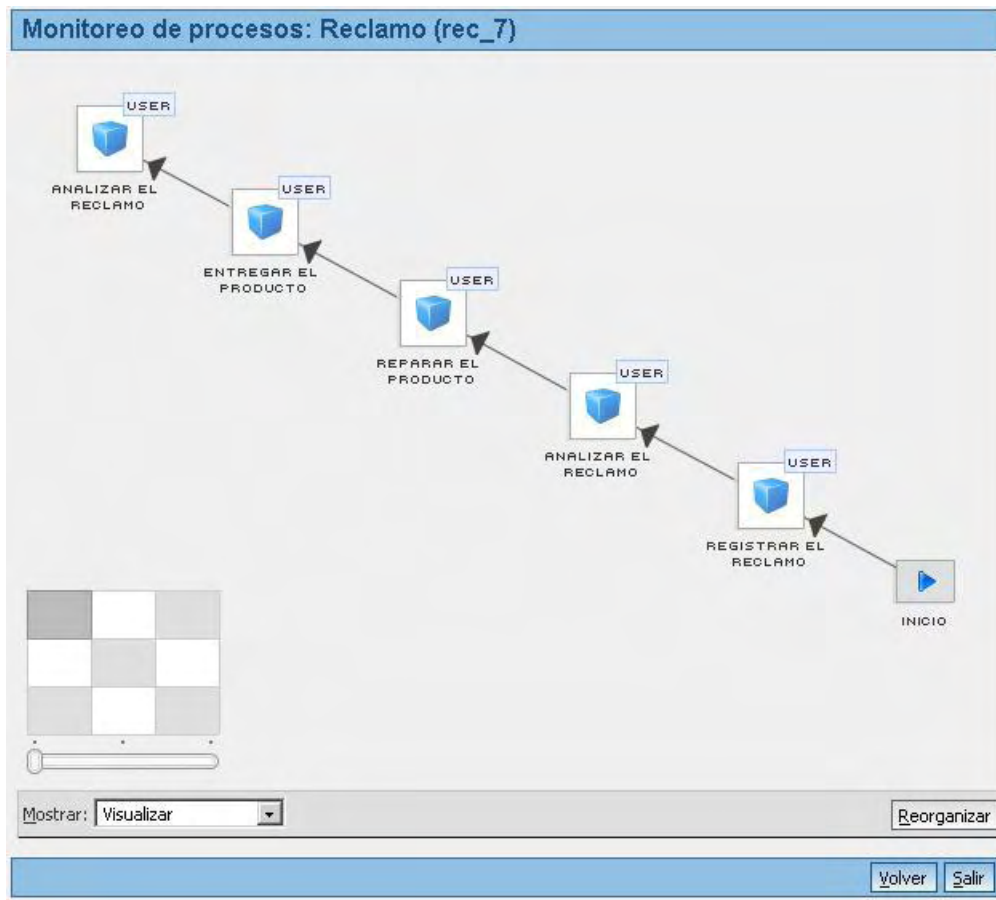 Monitoreo de procesos: Reclamo (rec_7)
USER
ANALIZAR EL
RECLAMO
USER
ENTREGAR EL
PRODUCTO
USER
REPARAR EL
PRODUCTO
USER
ANALIZAR EL
RECLAMO
USER
REGISTRAR EL
RECLAMO
INICIO
Mostrar: Visualizar
Reorganizar
Volver Salir